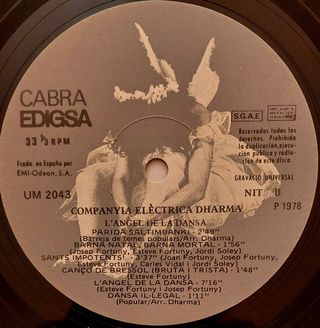 CABRA
EDIGSA
33 ⅓ RPM
Fcado. en España por
EMI-Odeon, S.A.
UM 2043
S.G.A.E
Reservados todos los
derechos. Prohibida
la duplicación, ejecución pública y radiación de este disco.
GRAVACIÓ UNIVERSAL
NIT B
P 1978
COMPANYIA ELÈCTRICA DHARMA
L'ANGEL DE LA DANSA
PARIDA SALTIMBANKI - 2'49"
(Barreja de temes populars/Arr. Dharma)
BARNA NATAL, BARNA MORTAL - 1'56"
(Josep Fortuny, Esteve Fortuny, Jordi Soley)
SANTS IMPOTENTS! - 3'37" (Joan Fortuny, Josep Fortuny,
Esteve Fortuny, Carles Vidal i Jordi Soley)
CANÇO DE BRESSOL (BRUTA I TRISTA) - 1'48"
(Esteve Fortuny)
L'ANGEL DE LA DANSA - 7'16"
(Esteve Fortuny i Josep Fortuny)
DANSA IL·LEGAL - 1'11"
(Popular/Arr. Dharma)